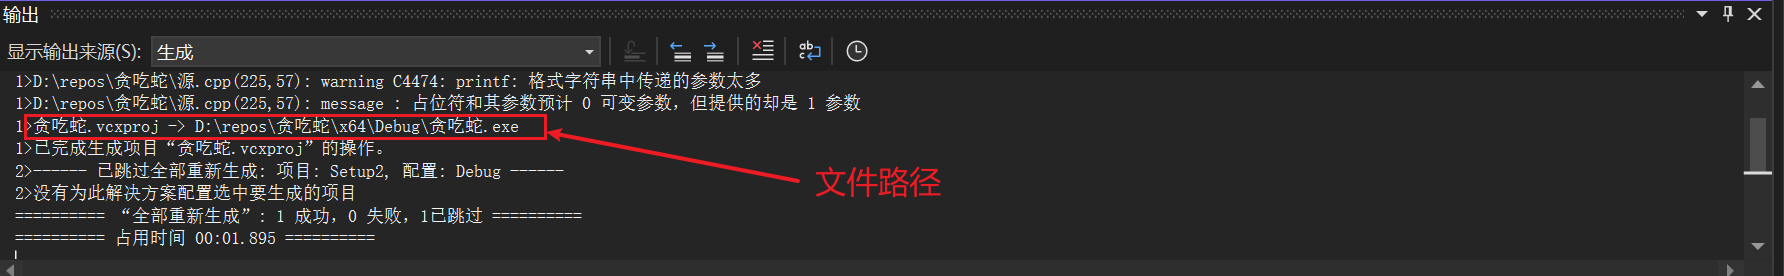 输出
显示输出来源(S): 生成
1>D:\repos\贪吃蛇\源.cpp(225,57): warning C4474: printf: 格式字符串中传递的参数太多
1>D:\repos\贪吃蛇\源.cpp(225,57): message : 占位符和其参数预计 0 可变参数，但提供的却是 1 参数
1>贪吃蛇.vcxproj -> D:\repos\贪吃蛇\x64\Debug\贪吃蛇.exe
1>已完成生成项目“贪吃蛇.vcxproj”的操作。
2>------ 已跳过全部重新生成: 项目: Setup2, 配置: Debug ------
文件路径
2>没有为此解决方案配置选中要生成的项目
========== “全部重新生成”: 1 成功，0 失败，1已跳过 ==========
========== 占用时间 00:01.895 ==========